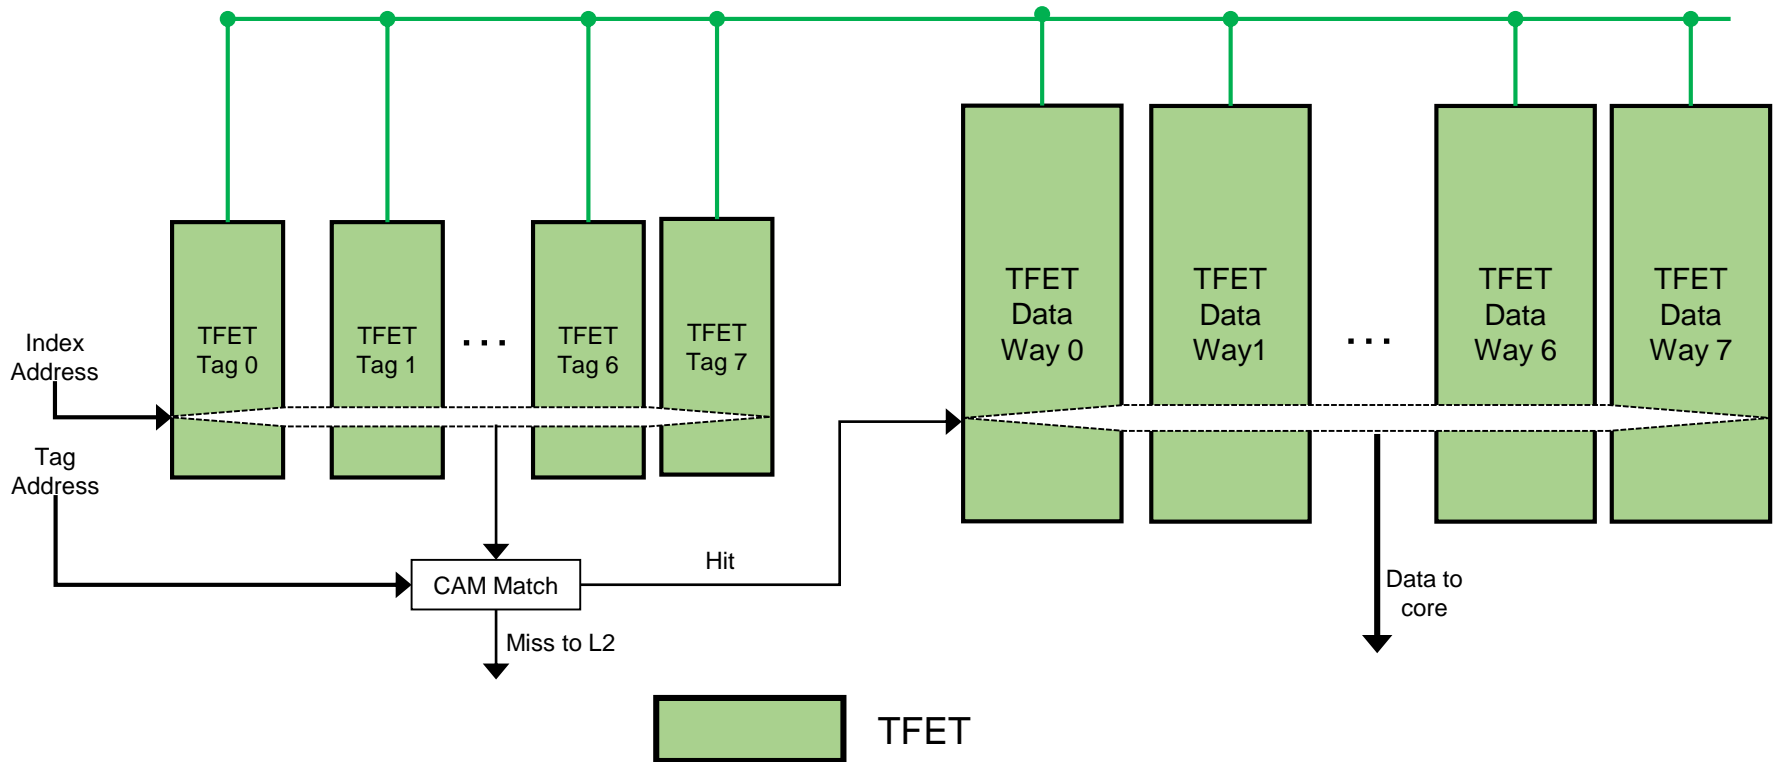 Index
Address
Tag
Address
TFET
Tag 0
TFET
Tag 1
...
TFET
Tag 6
TFET
Tag 7
TFET
Data
Way 0
TFET
Data
Way1
...
TFET
Data
Way 6
TFET
Data
Way 7
CAM Match
Hit
Miss to L2
Data to
core
TFET